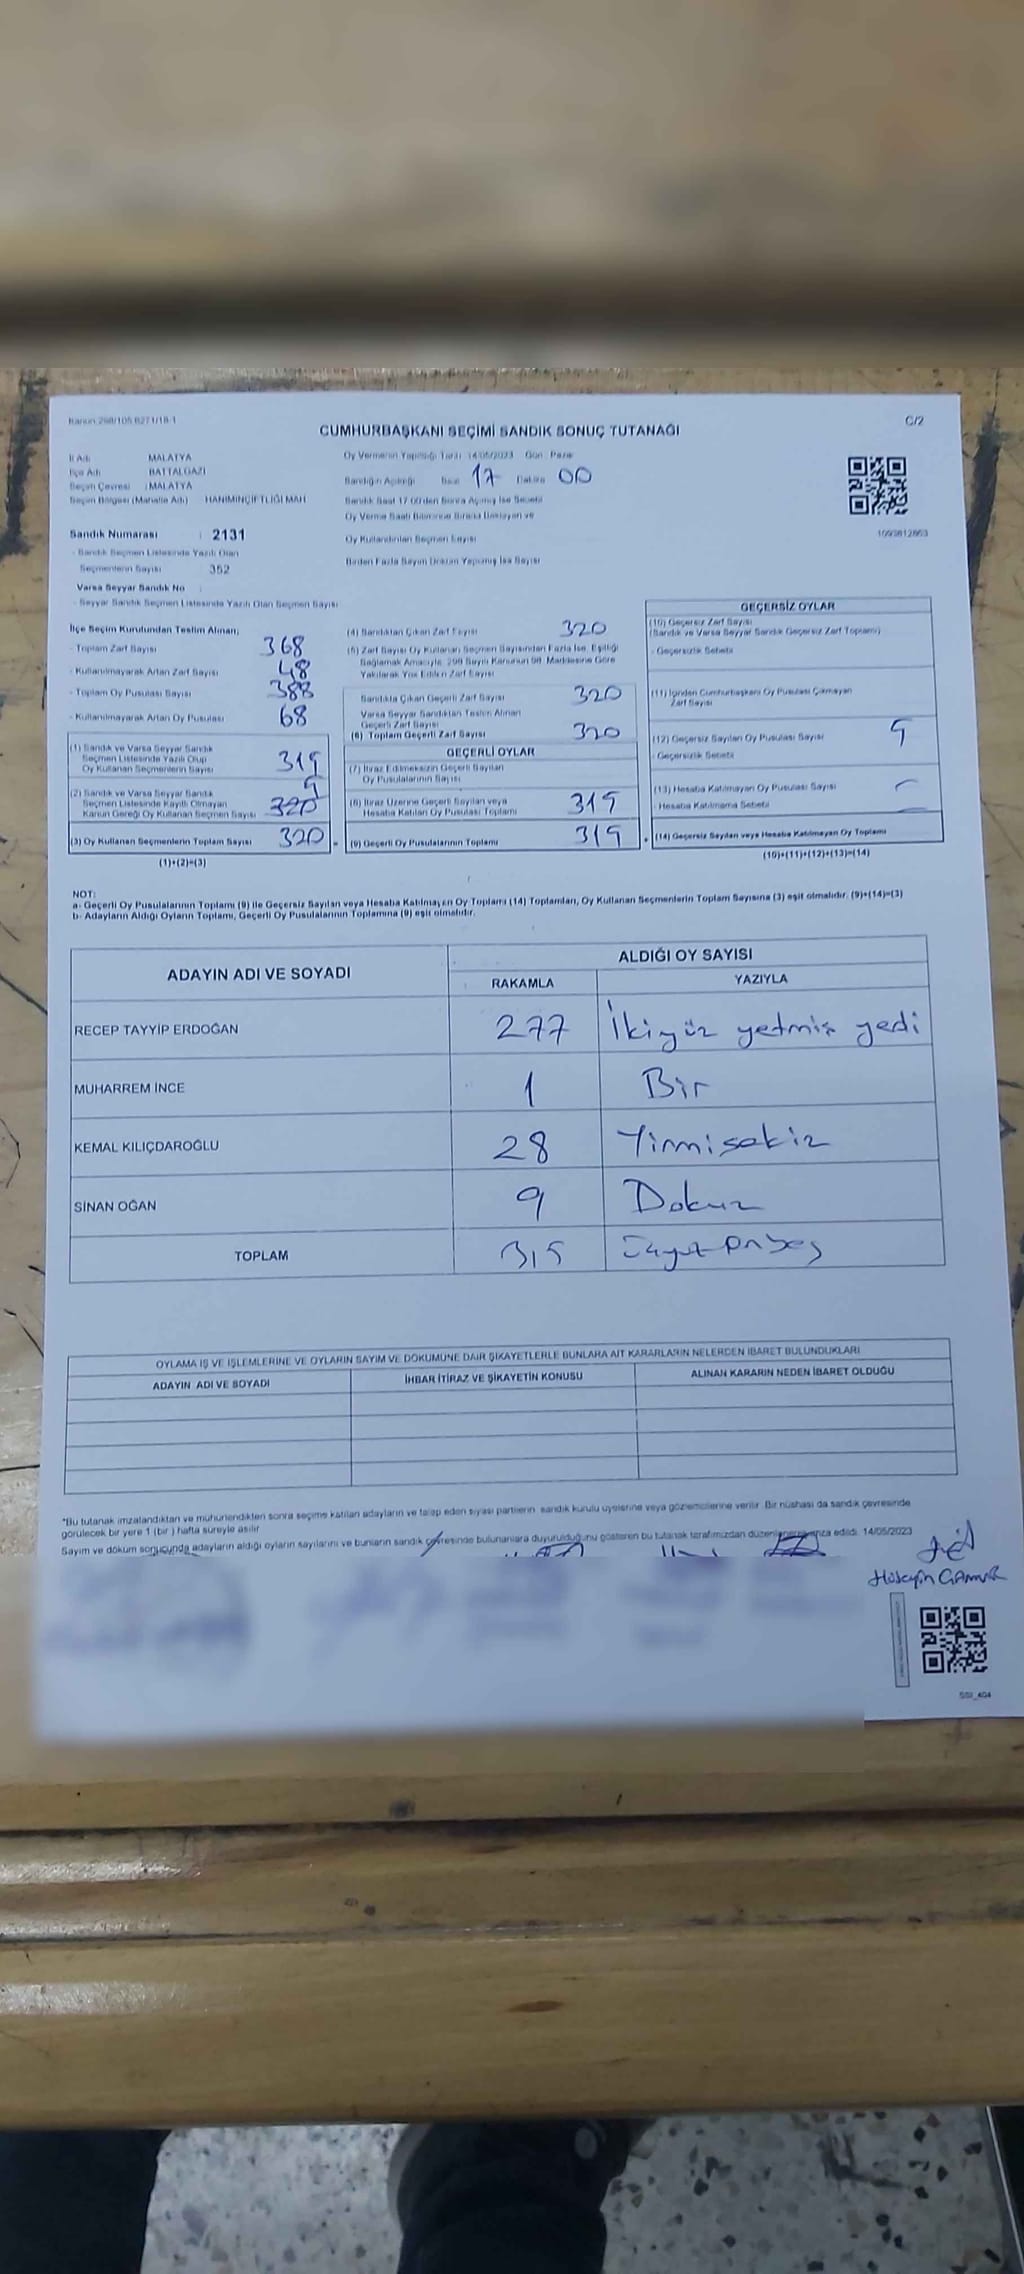 Kanun 298/105 6271/18-1
C/2
CUMHURBAŞKANI SEÇİMİ SANDIK SONUÇ TUTANAĞI
İl Adı MALATYA
İlçe Adı BATTALGAZİ
Seçim Çevresi : MALATYA
Seçim Bölgesi (Mahalle Adı) HANIMINÇİFTLİĞİ MAH
Oy Vermenin Yapıldığı Tarih 14/05/2023 Gün : Pazar
Sandığın Açıldığı Saat 17 Dakika 00
Sandık Saat 17.00'den Sonra Açılmış İse Sebebi
Oy Verme Saati Bitiminde Sırada Bekleyen ve
Oy Kullandırılan Seçmen Sayısı
Birden Fazla Sayım Döküm Yapılmış İse Sayısı
Sandık Numarası : 2131
- Sandık Seçmen Listesinde Yazılı Olan
Seçmenlerin Sayısı 352
Varsa Seyyar Sandık No :
- Seyyar Sandık Seçmen Listesinde Yazılı Olan Seçmen Sayısı
İlçe Seçim Kurulundan Teslim Alınan;
- Toplam Zarf Sayısı 368
- Kullanılmayarak Artan Zarf Sayısı 48
- Toplam Oy Pusulası Sayısı 388
- Kullanılmayarak Artan Oy Pusulası 68
(1) Sandık ve Varsa Seyyar Sandık
Seçmen Listesinde Yazılı Olup
Oy Kullanan Seçmenlerin Sayısı 319
(2) Sandık ve Varsa Seyyar Sandık
Seçmen Listesinde Kayıtlı Olmayan
Kanun Gereği Oy Kullanan Seçmen Sayısı 320
(3) Oy Kullanan Seçmenlerin Toplam Sayısı 320
(1)+(2)=(3)
(4) Sandıktan Çıkan Zarf Sayısı 320
(5) Zarf Sayısı Oy Kullanan Seçmen Sayısından Fazla İse, Eşitliği
Sağlamak Amacıyla, 298 Sayılı Kanunun 98. Maddesine Göre
Yakılarak Yok Edilen Zarf Sayısı
Sandıkta Çıkan Geçerli Zarf Sayısı 320
Varsa Seyyar Sandıktan Teslim Alınan
Geçerli Zarf Sayısı
(6) Toplam Geçerli Zarf Sayısı 320
GEÇERLİ OYLAR
(7) İtiraz Edilmeksizin Geçerli Sayılan
Oy Pusulalarının Sayısı
(8) İtiraz Üzerine Geçerli Sayılan veya
Hesaba Katılan Oy Pusulası Toplamı 315
(9) Geçerli Oy Pusulalarının Toplamı 315
GEÇERSİZ OYLAR
(10) Geçersiz Zarf Sayısı
(Sandık ve Varsa Seyyar Sandık Geçersiz Zarf Toplamı)
- Geçersizlik Sebebi
(11) İçinden Cumhurbaşkanı Oy Pusulası Çıkmayan
Zarf Sayısı
(12) Geçersiz Sayılan Oy Pusulası Sayısı
- Geçersizlik Sebebi
(13) Hesaba Katılmayan Oy Pusulası Sayısı
- Hesaba Katılmama Sebebi
(14) Geçersiz Sayılan veya Hesaba Katılmayan Oy Toplamı
(10)+(11)+(12)+(13)=(14)
NOT:
a- Geçerli Oy Pusulalarının Toplamı (9) ile Geçersiz Sayılan veya Hesaba Katılmayan Oy Toplamı (14) Toplamları, Oy Kullanan Seçmenlerin Toplam Sayısına (3) eşit olmalıdır. (9)+(14)=(3)
b- Adayların Aldığı Oyların Toplamı, Geçerli Oy Pusulalarının Toplamına (9) eşit olmalıdır.
ADAYIN ADI VE SOYADI
ALDIĞI OY SAYISI
RAKAMLA YAZIYLA
RECEP TAYYİP ERDOĞAN 277 İkiyüz yetmiş yedi
MUHARREM İNCE 1 Bir
KEMAL KILIÇDAROĞLU 28 Yirmisekiz
SİNAN OĞAN 9 Dokuz
TOPLAM 315 Üçyüz onbeş
OYLAMA İŞ VE İŞLEMLERİNE VE OYLARIN SAYIM VE DÖKÜMÜNE DAİR ŞİKAYETLERLE BUNLARA AİT KARARLARIN NELERDEN İBARET BULUNDUKLARI
ADAYIN ADI VE SOYADI İHBAR İTİRAZ VE ŞİKAYETİN KONUSU ALINAN KARARIN NEDEN İBARET OLDUĞU
*Bu tutanak imzalandıktan ve mühürlendikten sonra seçime katılan adayların ve talep eden siyasi partilerin sandık kurulu üyelerine veya gözlemcilerine verilir. Bir nüshası da sandık çevresinde
görülecek bir yere 1 (bir) hafta süreyle asılır.
Sayım ve döküm sonucunda adayların aldığı oyların sayılarını ve bunların sandık çevresinde bulunanlara duyurulduğunu gösteren bu tutanak tarafımızdan düzenlenerek imza edildi. 14/05/2023
Hüseyin
SSI_404